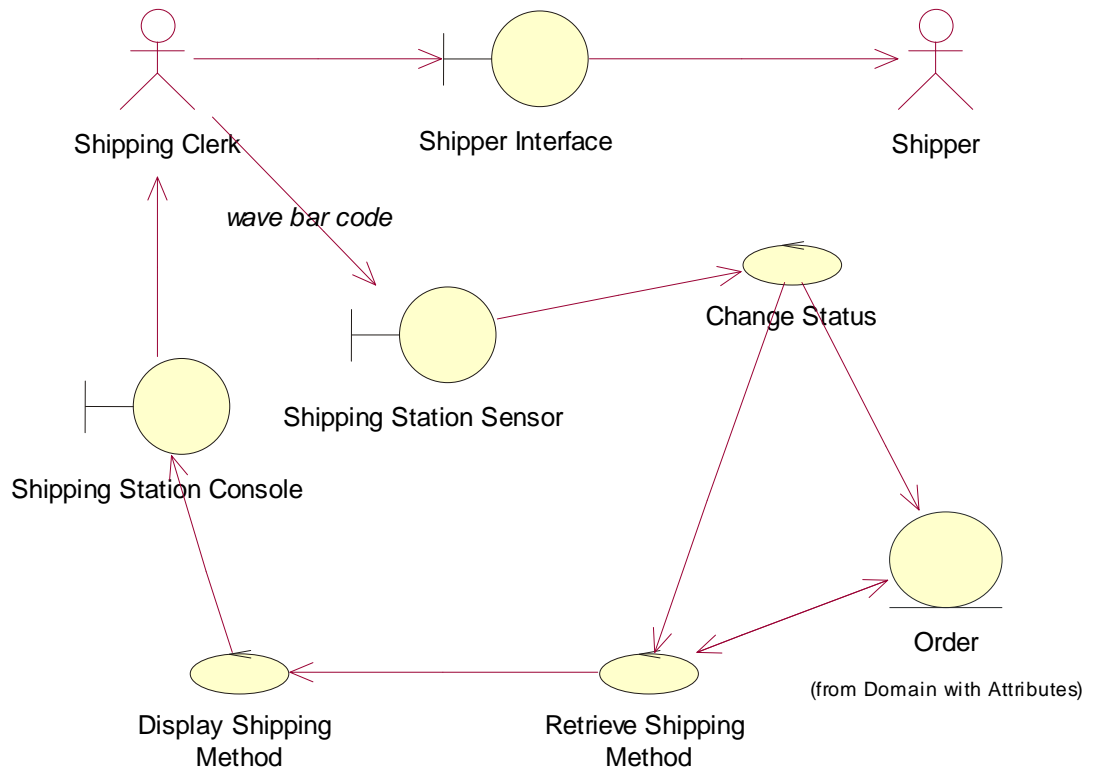 Shipping Clerk
Shipper Interface
Shipper
wave bar code
Change Status
Shipping Station Sensor
Shipping Station Console
Order
(from Domain with Attributes)
Display Shipping
Method
Retrieve Shipping
Method